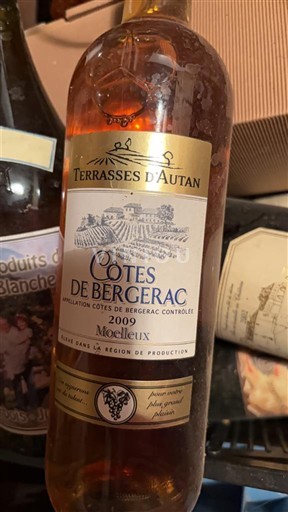 TERRASSES D'AUTAN
CÔTES
DE BERGERAC
APPELLATION CÔTES DE BERGERAC CONTRÔLÉE
2009
Moelleux
ÉLEVÉ DANS LA RÉGION DE PRODUCTION
pour votre
plus grand
plaisir
oduits d
Blanche